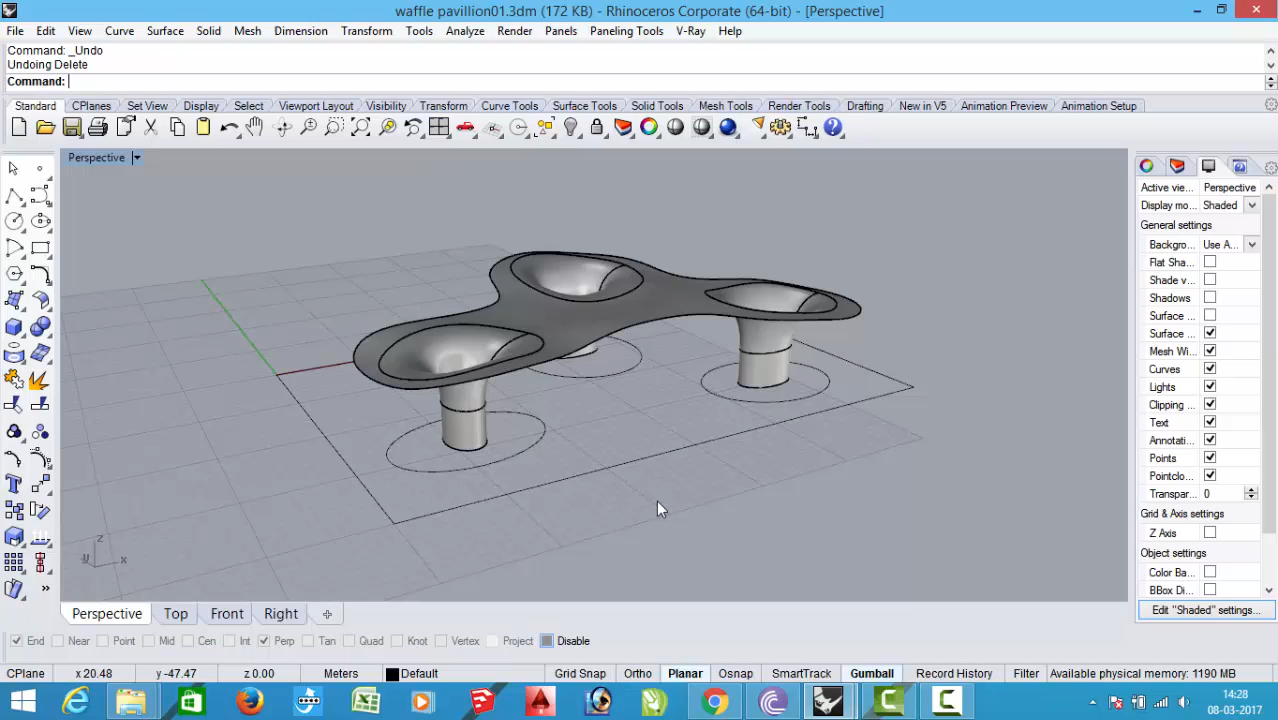 waffle pavillion01.3dm (172 KB) - Rhinoceros Corporate (64-bit) - [Perspective]
File Edit View Curve Surface Solid Mesh Dimension Transform Tools Analyze Render Panels Paneling Tools V-Ray Help
Command: _Undo
Undoing Delete
Command:
Standard CPlanes Set View Display Select Viewport Layout Visibility Transform Curve Tools Surface Tools Solid Tools Mesh Tools Render Tools Drafting New in V5 Animation Preview Animation Setup
Perspective
Active vie... Perspective
Display mo... Shaded
General settings
Backgro... Use A...
Flat Sha...
Shade v...
Shadows
Surface ...
Surface ...
Mesh Wi...
Curves
Lights
Clipping ...
Text
Annotati...
Points
Pointclo...
Transpar... 0
Grid & Axis settings
Z Axis
Object settings
Color Ba...
BBox Di...
Edit "Shaded" settings...
z
y x
Perspective Top Front Right
End Near Point Mid Cen Int Perp Tan Quad Knot Vertex Project Disable
CPlane x 20.48 y -47.47 z 0.00 Meters Default Grid Snap Ortho Planar Osnap SmartTrack Gumball Record History Filter Available physical memory: 1190 MB
14:28
08-03-2017